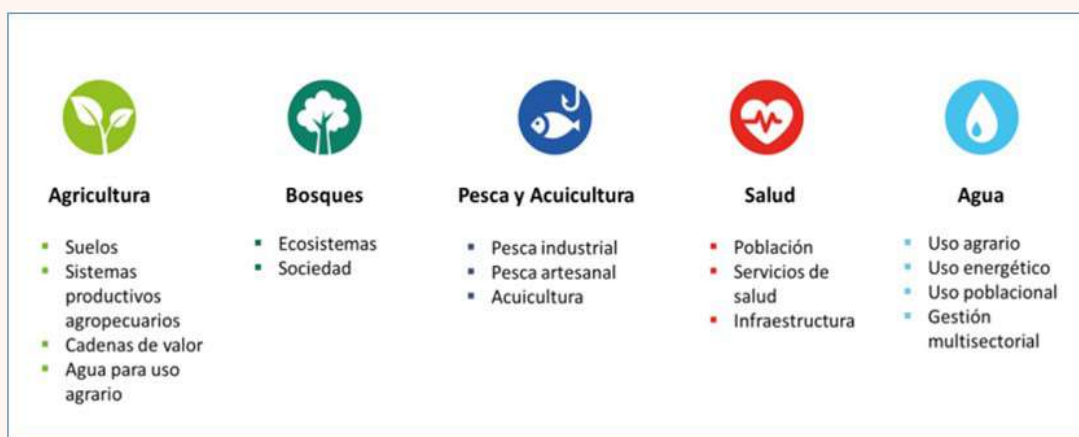 Agricultura
Suelos
Sistemas
productivos
agropecuarios
Cadenas de valor
Agua para uso
agrario
Bosques
Ecosistemas
Sociedad
Pesca y Acuicultura
Pesca industrial
Pesca artesanal
Acuicultura
Salud
Población
Servicios de
salud
Infraestructura
Agua
Uso agrario
Uso energético
Uso poblacional
Gestión
multisectorial